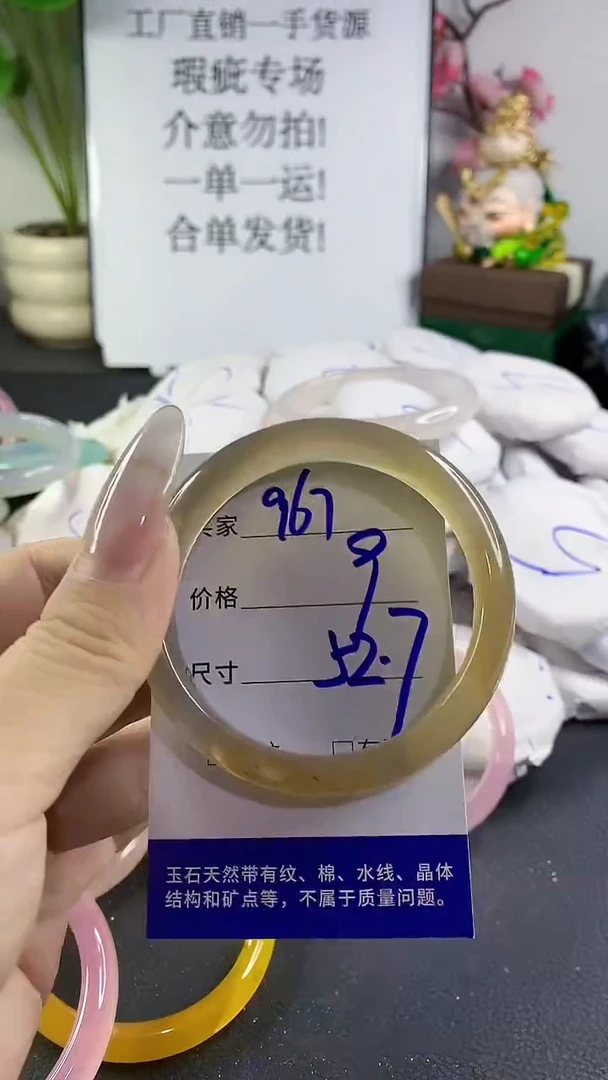 工厂直销一手货源
瑕疵专场
介意勿拍!
一单一运!
合单发货!
家 967
价格 9
尺寸 52.7
玉石天然带有纹、棉、水线、晶体
结构和矿点等，不属于质量问题。